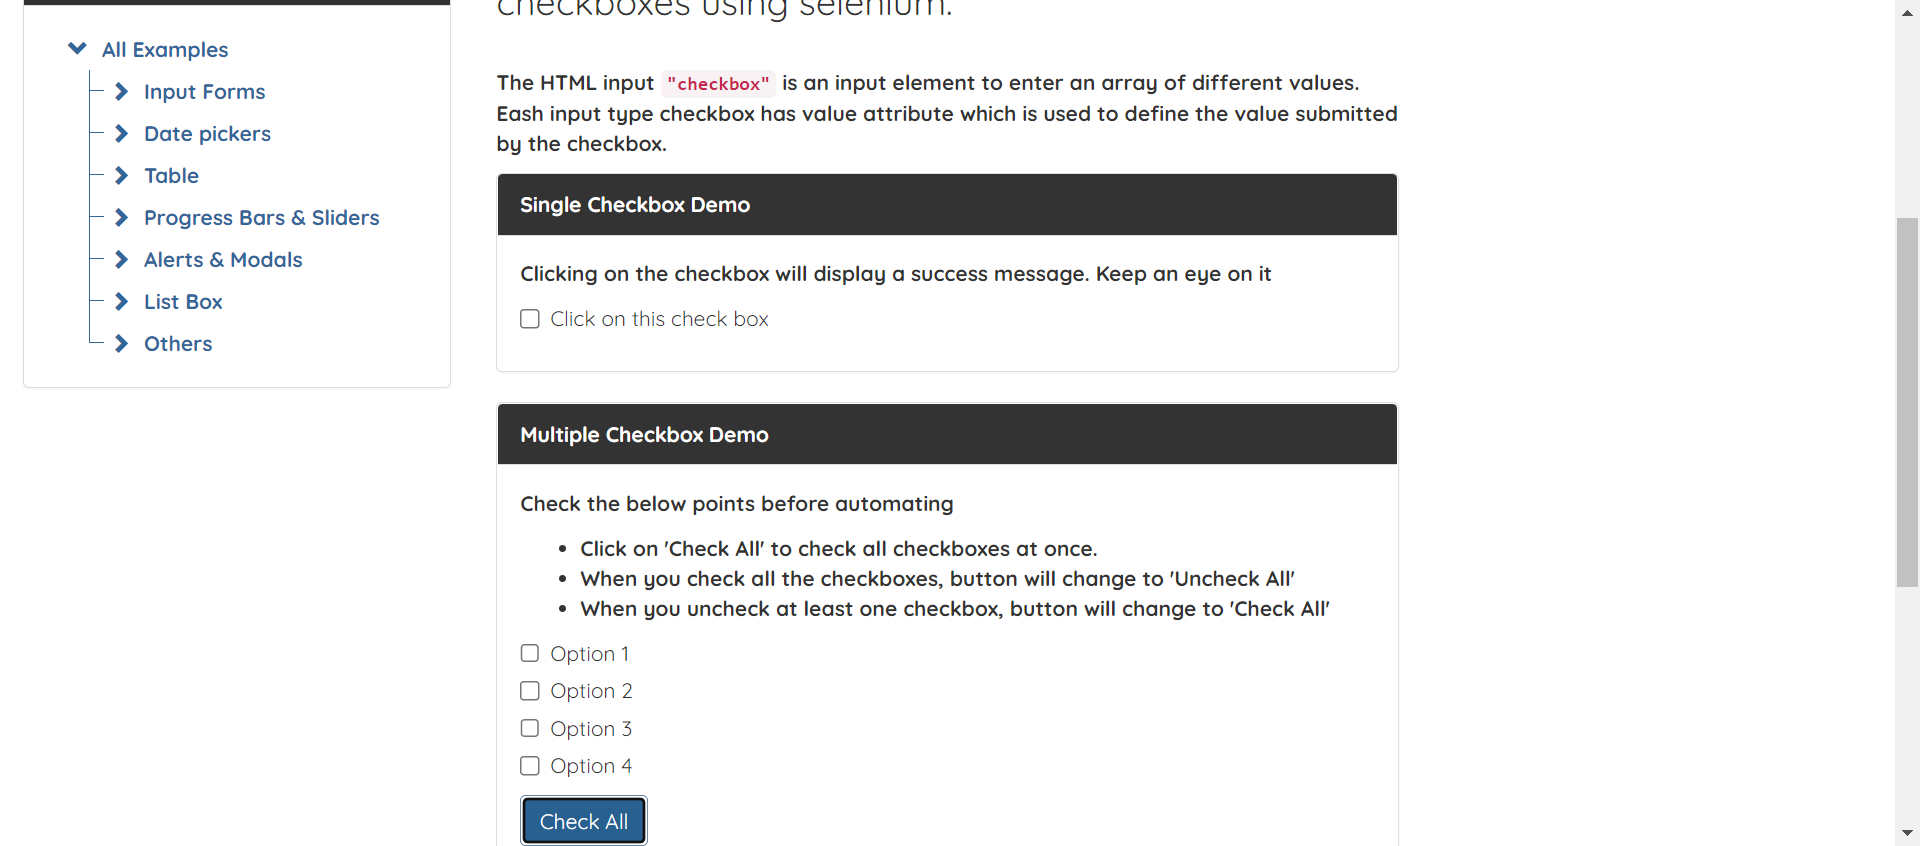 All Examples
Input Forms
Date pickers
Table
Progress Bars & Sliders
Alerts & Modals
List Box
Others
checkboxes using selenium.
The HTML input "checkbox" is an input element to enter an array of different values.
Eash input type checkbox has value attribute which is used to define the value submitted
by the checkbox.
Single Checkbox Demo
Clicking on the checkbox will display a success message. Keep an eye on it
Click on this check box
Multiple Checkbox Demo
Check the below points before automating
Click on 'Check All' to check all checkboxes at once.
When you check all the checkboxes, button will change to 'Uncheck All'
When you uncheck at least one checkbox, button will change to 'Check All'
Option 1
Option 2
Option 3
Option 4
Check All